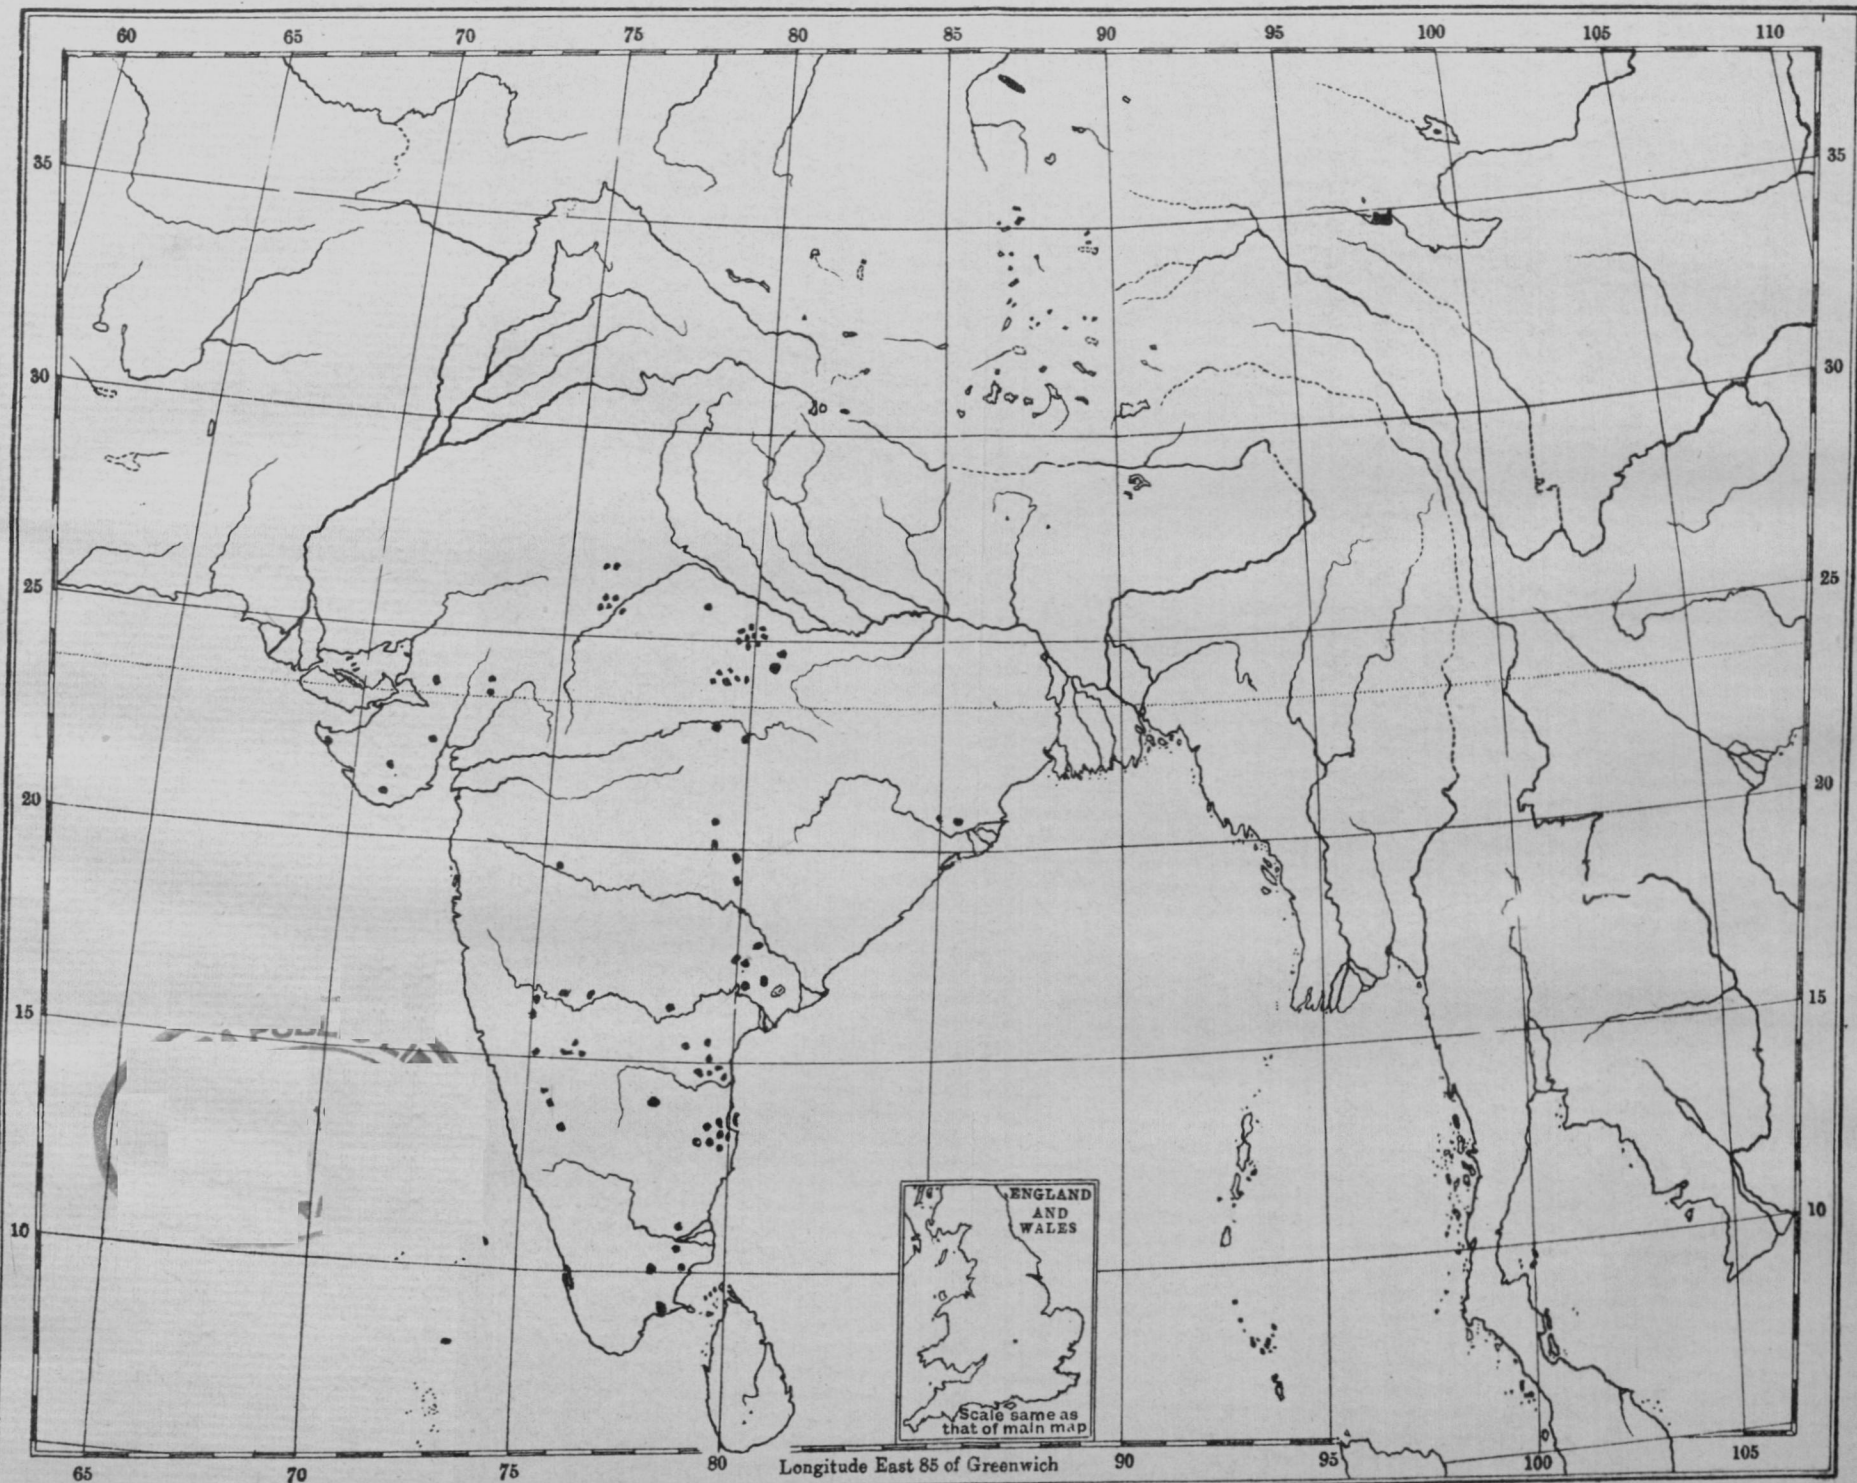 60 65 70 75 80 85 90 95 100 105 110
35 35
30 30
25 25
20 20
15 15
10 10
ENGLAND
AND
WALES
Scale same as
that of main map
65 70 75 80 Longitude East 85 of Greenwich 90 95 100 105